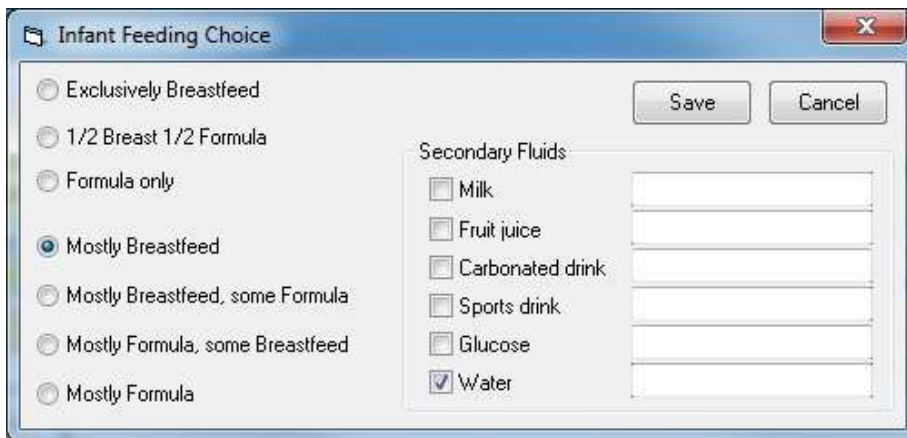 Infant Feeding Choice
Exclusively Breastfeed
1/2 Breast 1/2 Formula
Formula only
Mostly Breastfeed
Mostly Breastfeed, some Formula
Mostly Formula, some Breastfeed
Mostly Formula
Save
Cancel
Secondary Fluids
Milk
Fruit juice
Carbonated drink
Sports drink
Glucose
Water